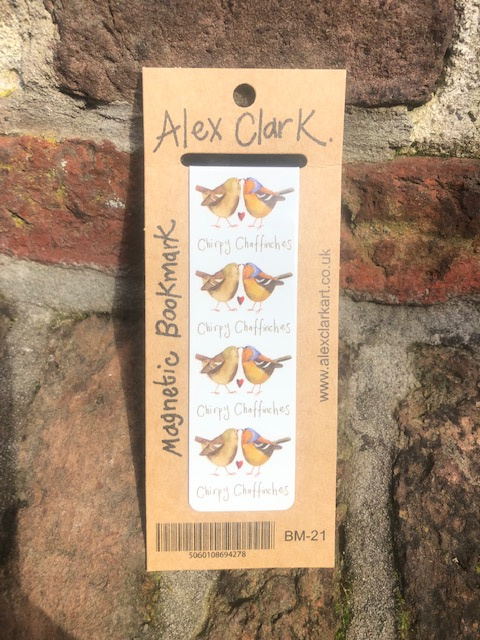 Alex Clark.
Magnetic Bookmark
Chirpy Chaffinches
Chirpy Chaffinches
Chirpy Chaffinches
Chirpy Chaffinches
www.alexclarkart.co.uk
5060108694278
BM-21